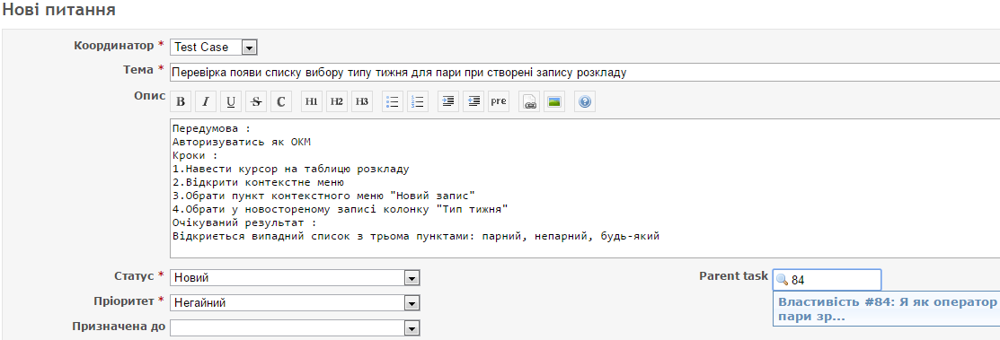 Нові питання
Координатор * Test Case
Тема * Перевірка появи списку вибору типу тижня для пари при створені запису розкладу
Опис B I U S C H1 H2 H3 pre
Передумова :
Авторизуватись як ОКМ
Кроки :
1.Навести курсор на таблицю розкладу
2.Відкрити контекстне меню
3.Обрати пункт контекстного меню "Новий запис"
4.Обрати у новостореному записі колонку "Тип тижня"
Очікуваний результат :
Відкриється випадний список з трьома пунктами: парний, непарний, будь-який
Статус * Новий Parent task 84
Пріоритет * Негайний Властивість #84: Я як оператор
пари зр...
Призначена до